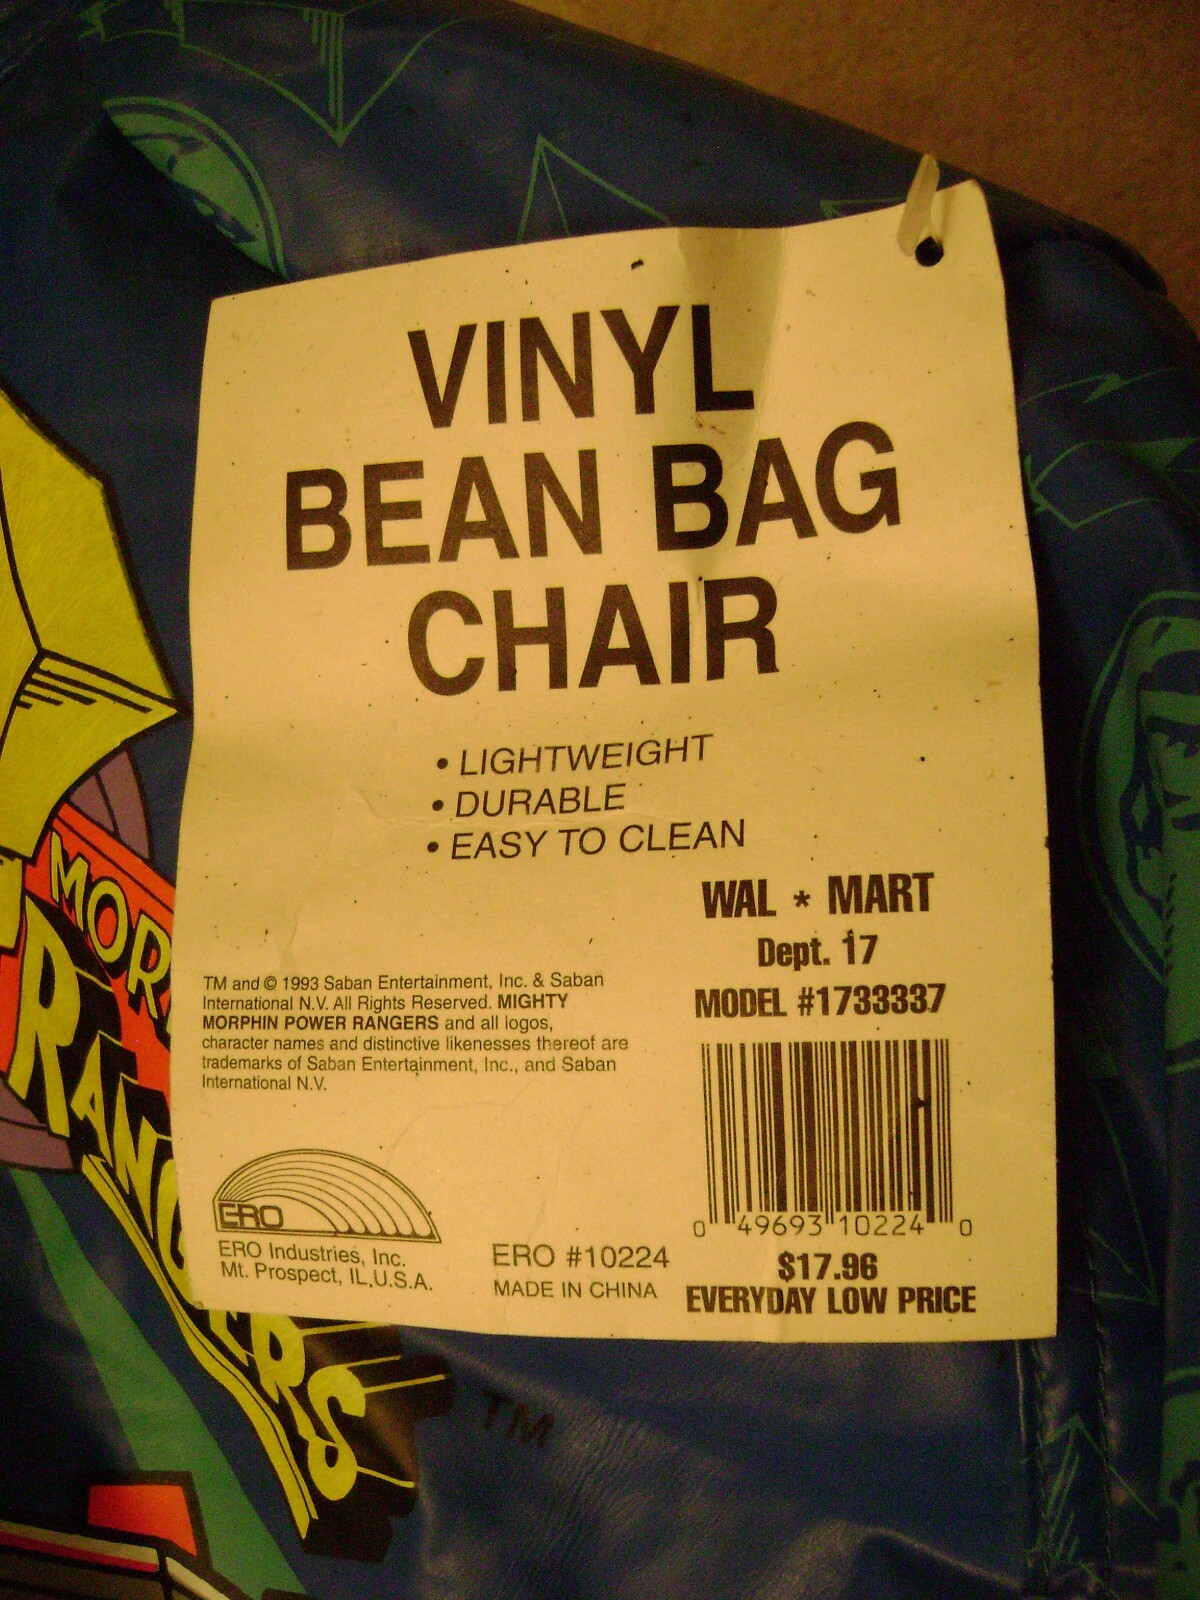 VINYL
BEAN BAG
CHAIR
• LIGHTWEIGHT
• DURABLE
• EASY TO CLEAN
WAL * MART
Dept. 17
MODEL #1733337
TM and © 1993 Saban Entertainment, Inc. & Saban
International N.V. All Rights Reserved. MIGHTY
MORPHIN POWER RANGERS and all logos,
character names and distinctive likenesses thereof are
trademarks of Saban Entertainment, Inc., and Saban
International N.V.
0 49693 10224 0
$17.96
EVERYDAY LOW PRICE
ERO
ERO Industries, Inc.
Mt. Prospect, IL.U.S.A.
ERO #10224
MADE IN CHINA
MOR
RANGERS
TM